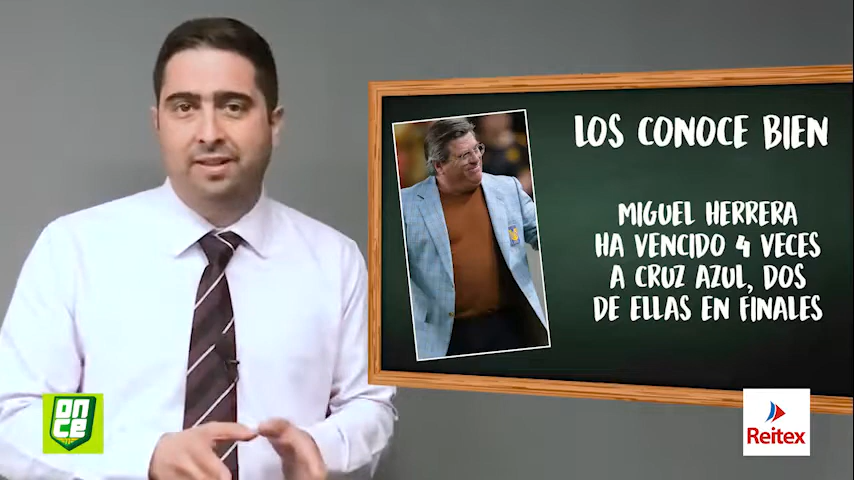 LOS CONOCE BIEN
MIGUEL HERRERA
HA VENCIDO 4 VECES
A CRUZ AZUL, DOS
DE ELLAS EN FINALES
ONCE
Reitex